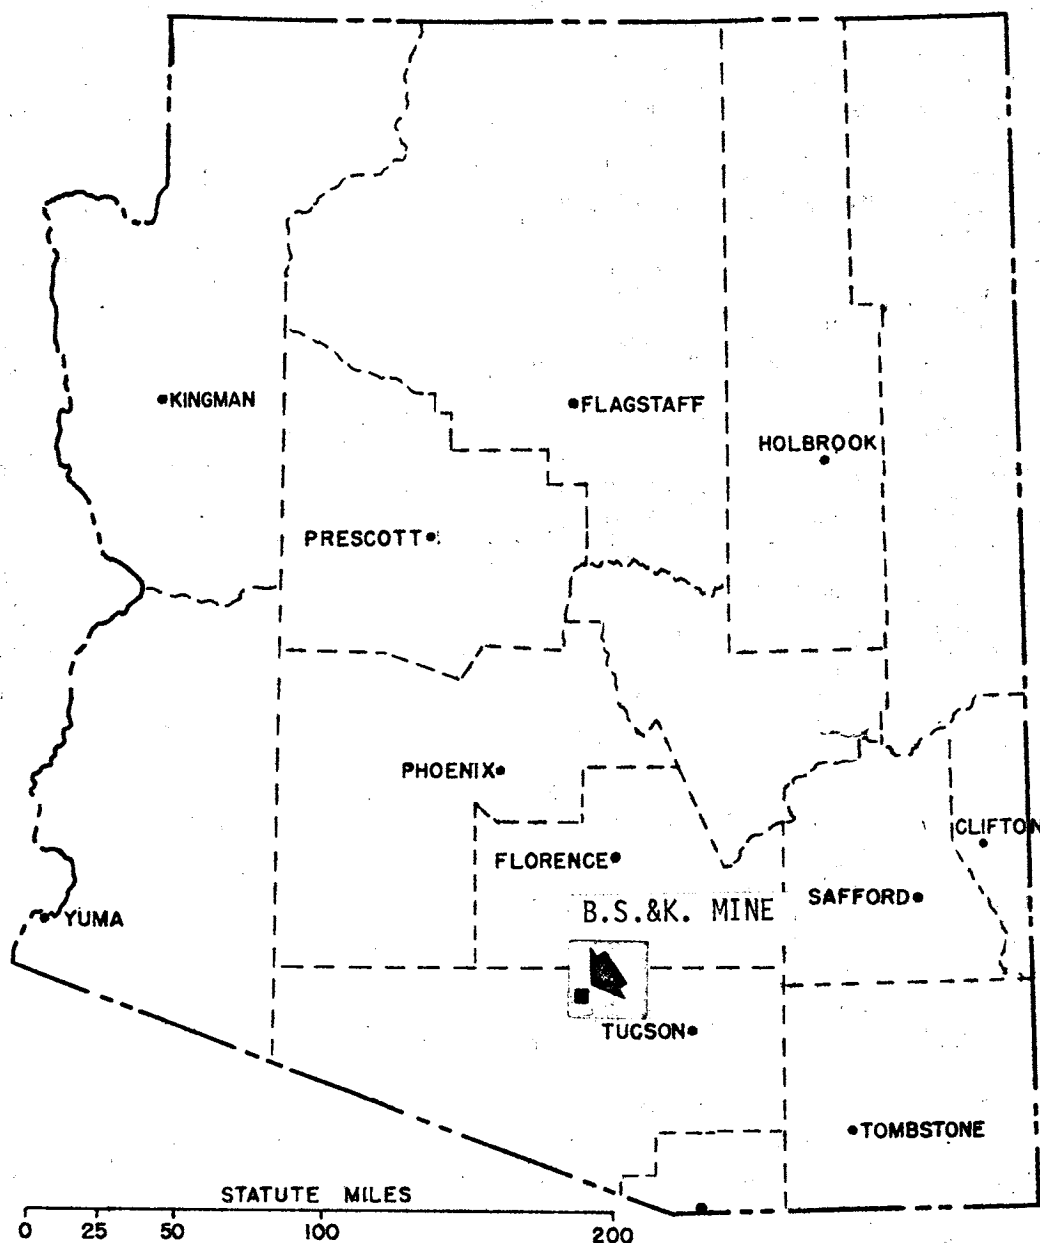 KINGMAN
FLAGSTAFF
HOLBROOK
PRESCOTT
PHOENIX
CLIFTON
FLORENCE
SAFFORD
B.S.&K. MINE
YUMA
TUCSON
TOMBSTONE
STATUTE MILES
0 25 50 100 200